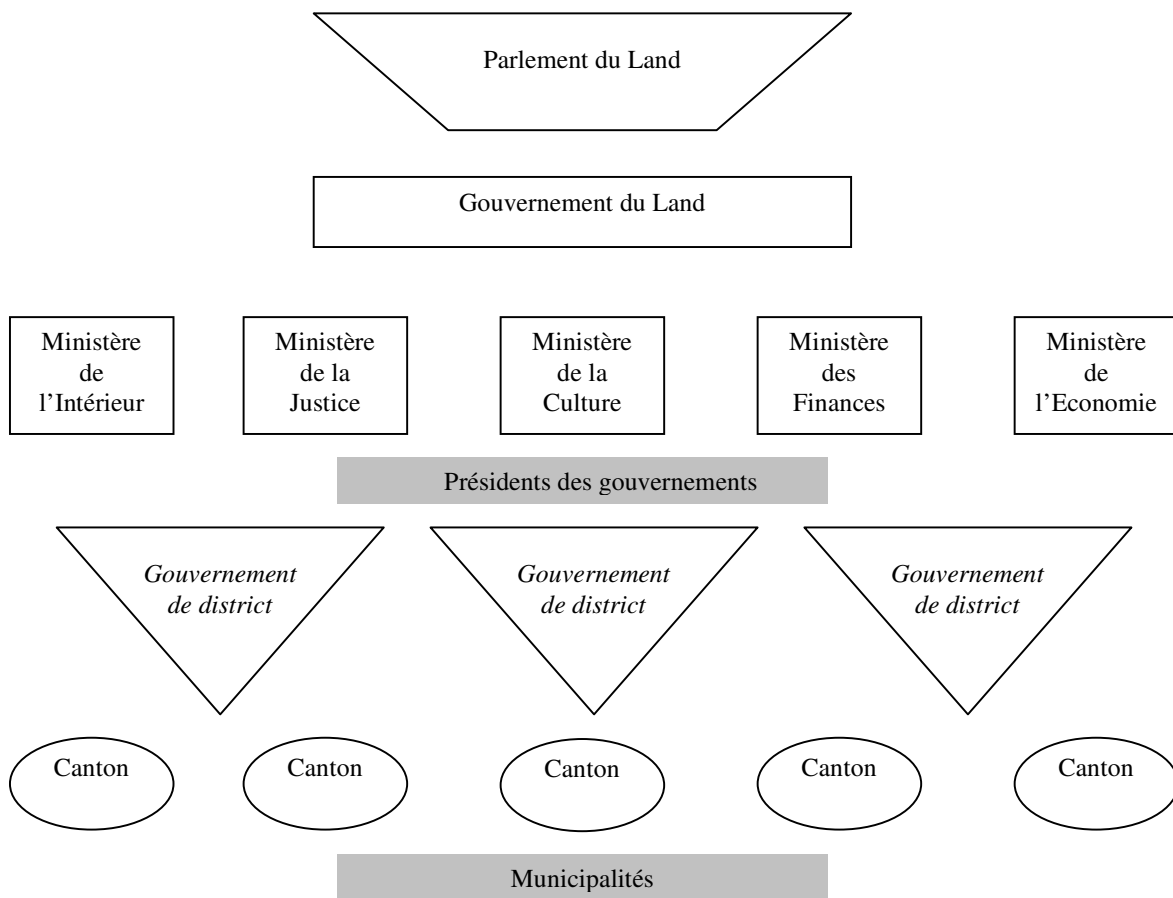 Parlement du Land
Gouvernement du Land
Ministère
de
l’Intérieur
Ministère
de la
Justice
Ministère
de la
Culture
Ministère
des
Finances
Ministère
de
l’Economie
Présidents des gouvernements
Gouvernement
de district
Gouvernement
de district
Gouvernement
de district
Canton
Canton
Canton
Canton
Canton
Municipalités